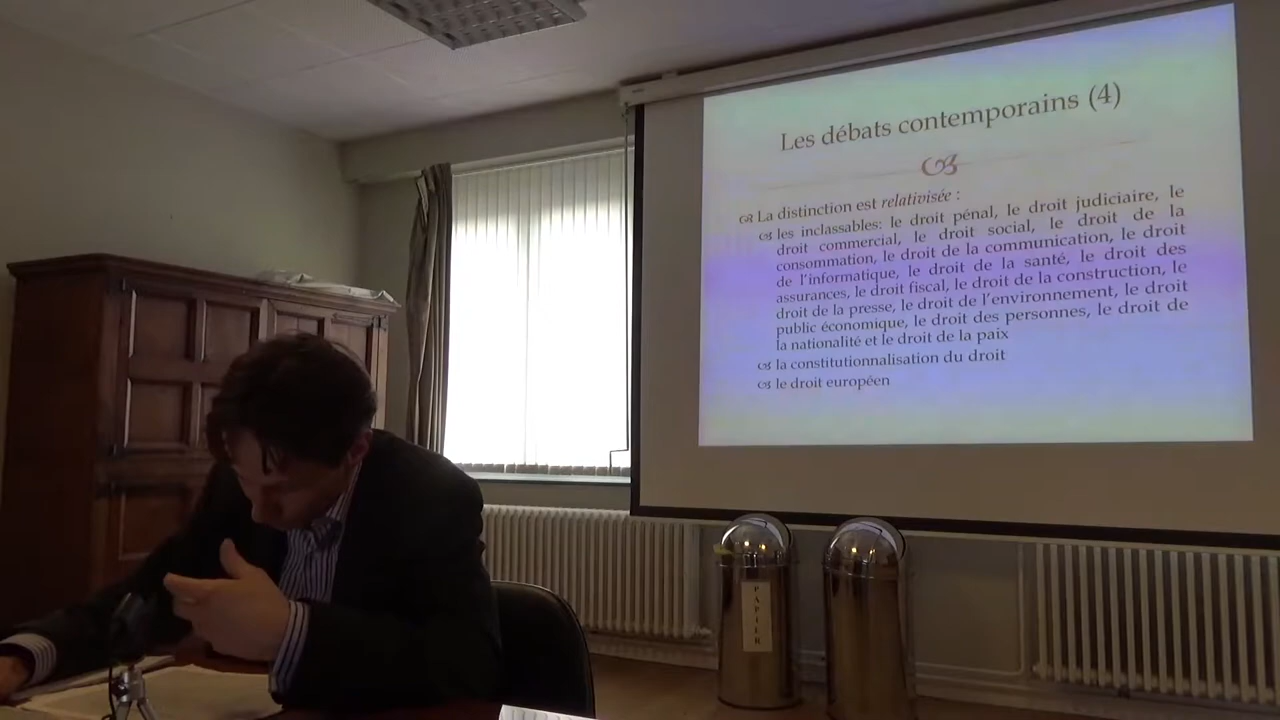 Les débats contemporains (4)
La distinction est relativisée :
les inclassables: le droit pénal, le droit judiciaire, le
droit commercial, le droit social, le droit de la
consommation, le droit de la communication, le droit
de l'informatique, le droit de la santé, le droit des
assurances, le droit fiscal, le droit de la construction, le
droit de la presse, le droit de l'environnement, le droit
public économique, le droit des personnes, le droit de
la nationalité et le droit de la paix
la constitutionnalisation du droit
le droit européen
PAPIER